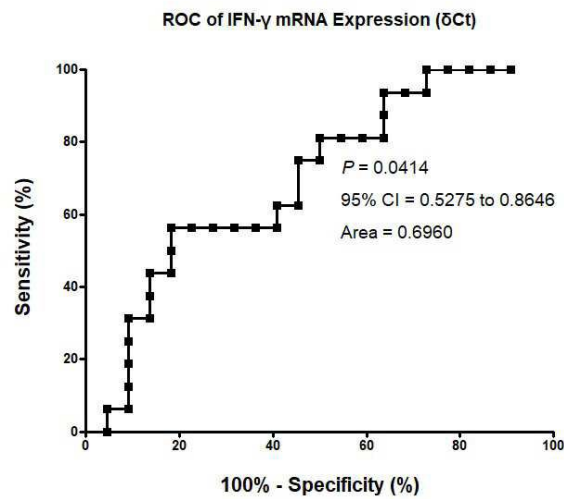 ROC of IFN-γ mRNA Expression (δCt)
100
80
60
40
20
0
Sensitivity (%)
P = 0.0414
95% CI = 0.5275 to 0.8646
Area = 0.6960
0 20 40 60 80 100
100% - Specificity (%)